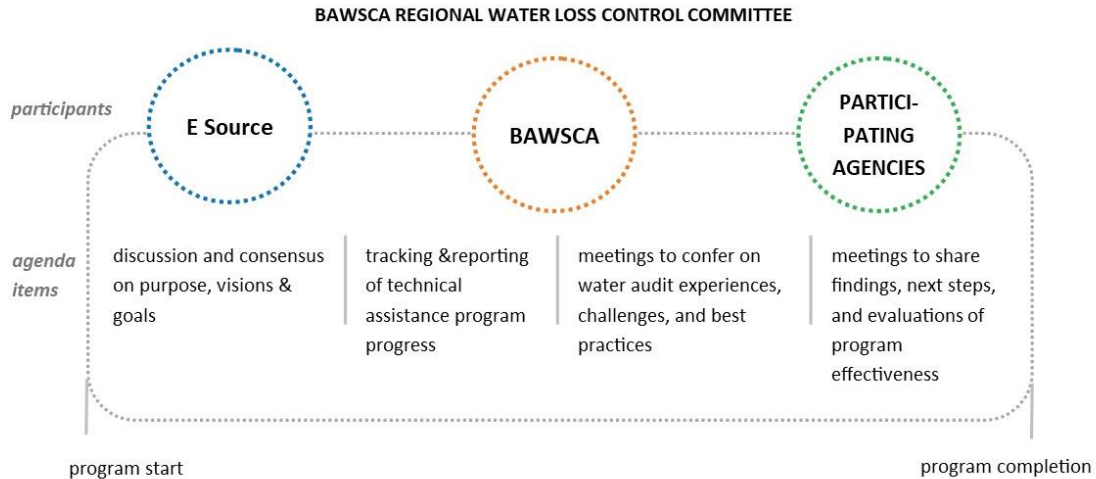 BAWSCA REGIONAL WATER LOSS CONTROL COMMITTEE
participants
E Source
BAWSCA
PARTICI-
PATING
AGENCIES
agenda
items
discussion and consensus
on purpose, visions &
goals
tracking &reporting
of technical
assistance program
progress
meetings to confer on
water audit experiences,
challenges, and best
practices
meetings to share
findings, next steps,
and evaluations of
program
effectiveness
program start
program completion